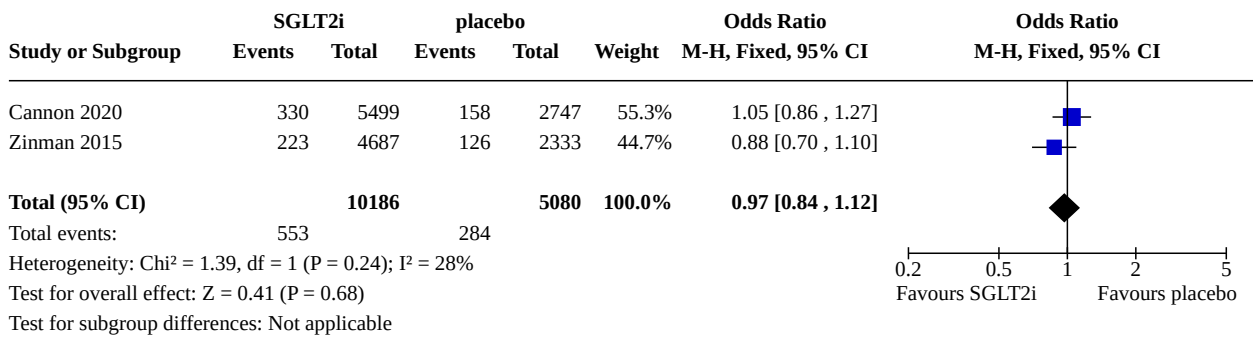 SGLT2i placebo Odds Ratio Odds Ratio
Study or Subgroup Events Total Events Total Weight M-H, Fixed, 95% CI M-H, Fixed, 95% CI
Cannon 2020 330 5499 158 2747 55.3% 1.05 [0.86 , 1.27]
Zinman 2015 223 4687 126 2333 44.7% 0.88 [0.70 , 1.10]
Total (95% CI) 10186 5080 100.0% 0.97 [0.84 , 1.12]
Total events: 553 284
Heterogeneity: Chi² = 1.39, df = 1 (P = 0.24); I² = 28%
0.2 0.5 1 2 5
Test for overall effect: Z = 0.41 (P = 0.68) Favours SGLT2i Favours placebo
Test for subgroup differences: Not applicable